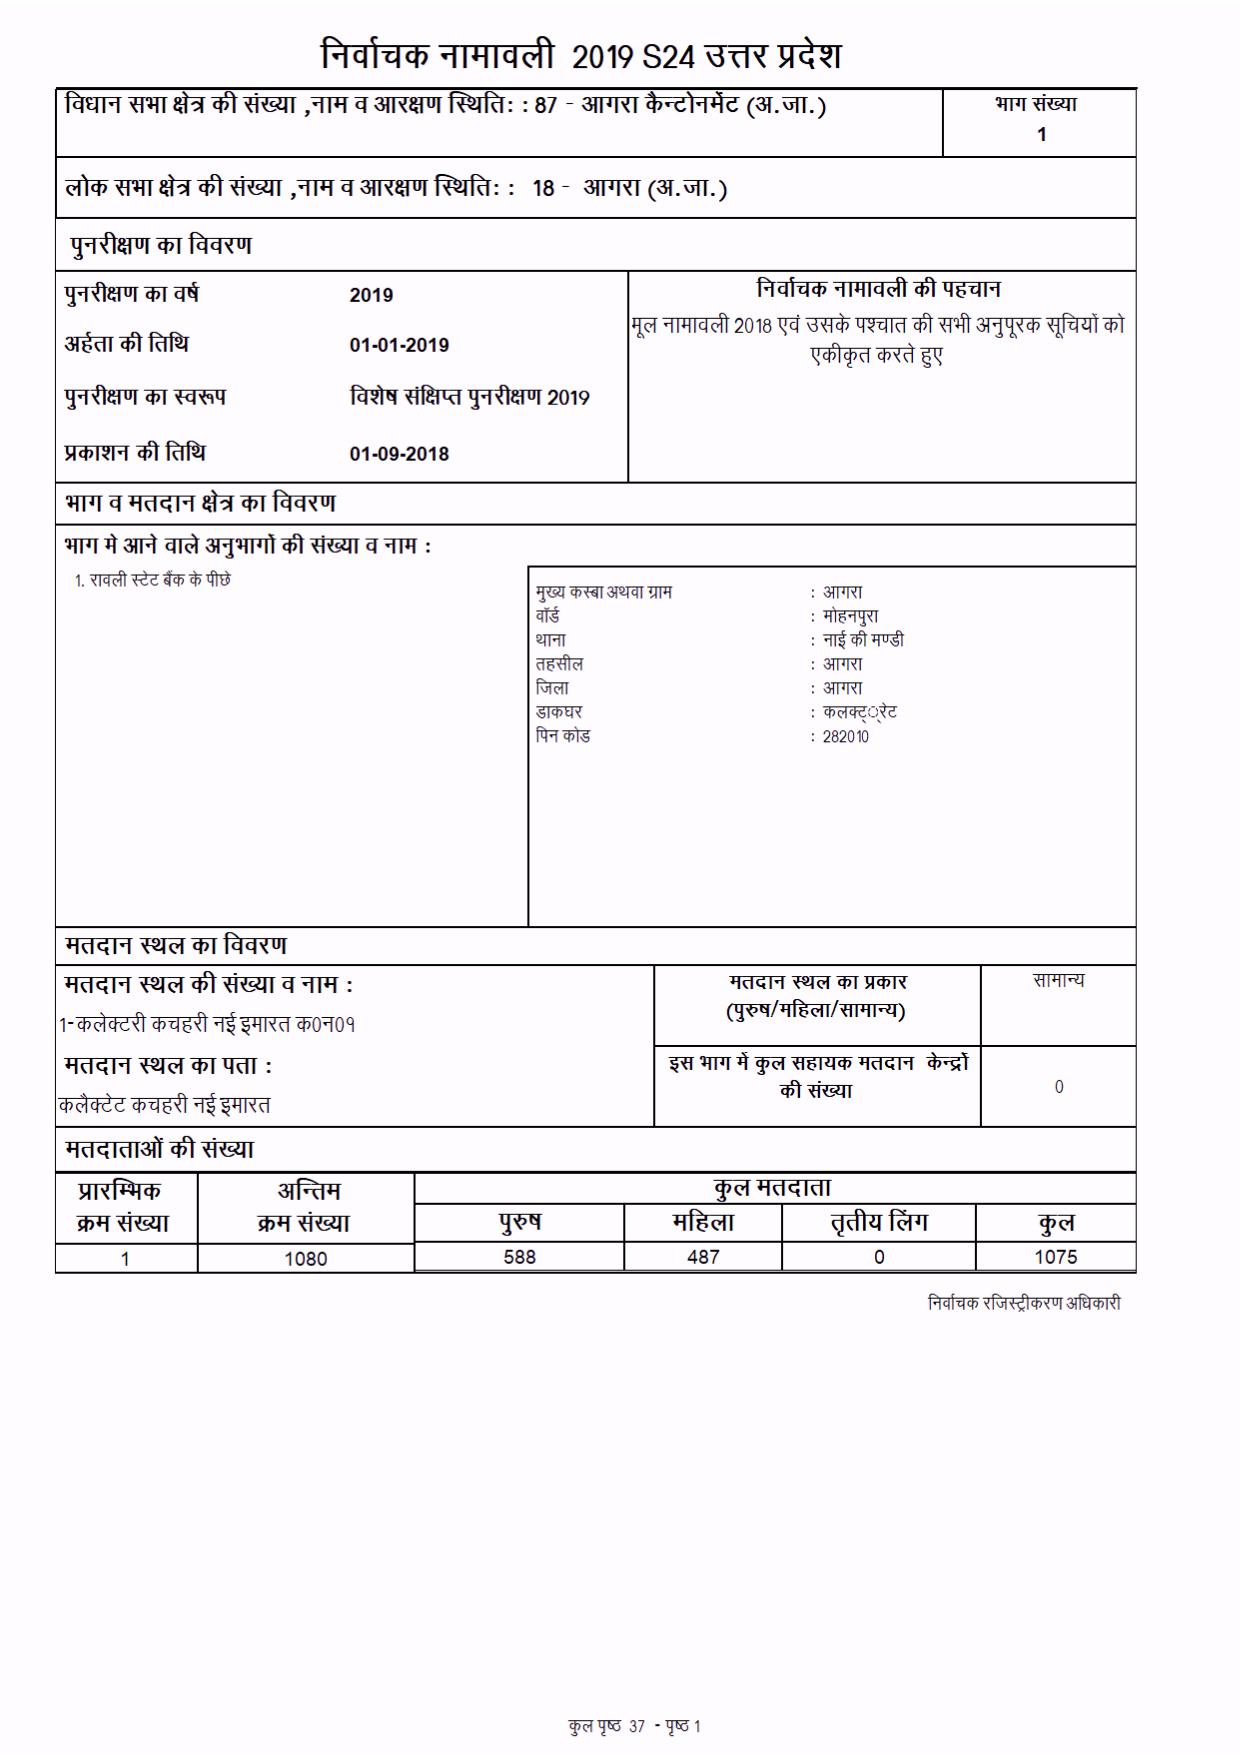 निर्वाचक नामावली 2019 S24 उत्तर प्रदेश
विधान सभा क्षेत्र की संख्या ,नाम व आरक्षण स्थिति: : 87 - आगरा कैन्टोनमेंट (अ.जा.)
भाग संख्या
1
लोक सभा क्षेत्र की संख्या ,नाम व आरक्षण स्थिति: : 18 - आगरा (अ.जा.)
पुनरीक्षण का विवरण
पुनरीक्षण का वर्ष 2019
अर्हता की तिथि 01-01-2019
पुनरीक्षण का स्वरूप विशेष संक्षिप्त पुनरीक्षण 2019
प्रकाशन की तिथि 01-09-2018
निर्वाचक नामावली की पहचान
मूल नामावली 2018 एवं उसके पश्चात की सभी अनुपूरक सूचियों को
एकीकृत करते हुए
भाग व मतदान क्षेत्र का विवरण
भाग मे आने वाले अनुभागों की संख्या व नाम :
1. रावली स्टेट बैंक के पीछे
मुख्य कस्बा अथवा ग्राम : आगरा
वॉर्ड : मोहनपुरा
थाना : नाई की मण्डी
तहसील : आगरा
जिला : आगरा
डाकघर : कलक्ट्‌्रेट
पिन कोड : 282010
मतदान स्थल का विवरण
मतदान स्थल की संख्या व नाम :
1- कलेक्टरी कचहरी नई इमारत क0न0१
मतदान स्थल का पता :
कलैक्टेट कचहरी नई इमारत
मतदान स्थल का प्रकार
(पुरुष/महिला/सामान्य)
सामान्य
इस भाग में कुल सहायक मतदान केन्द्रों
की संख्या
0
मतदाताओं की संख्या
प्रारम्भिक
क्रम संख्या
अन्तिम
क्रम संख्या
कुल मतदाता
पुरुष महिला तृतीय लिंग कुल
1 1080 588 487 0 1075
निर्वाचक रजिस्ट्रीकरण अधिकारी
कुल पृष्ठ 37 - पृष्ठ 1